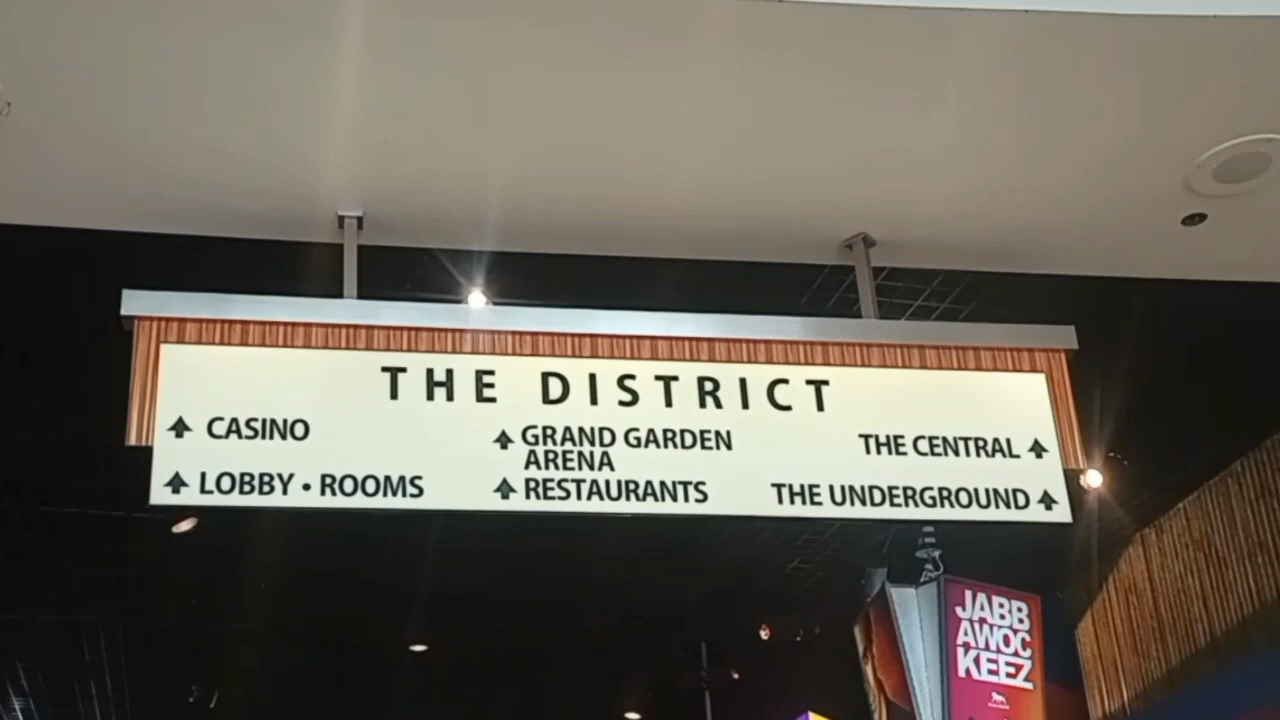 THE DISTRICT
CASINO
LOBBY • ROOMS
GRAND GARDEN
ARENA
RESTAURANTS
THE CENTRAL
THE UNDERGROUND
JABB
AWOC
KEEZ